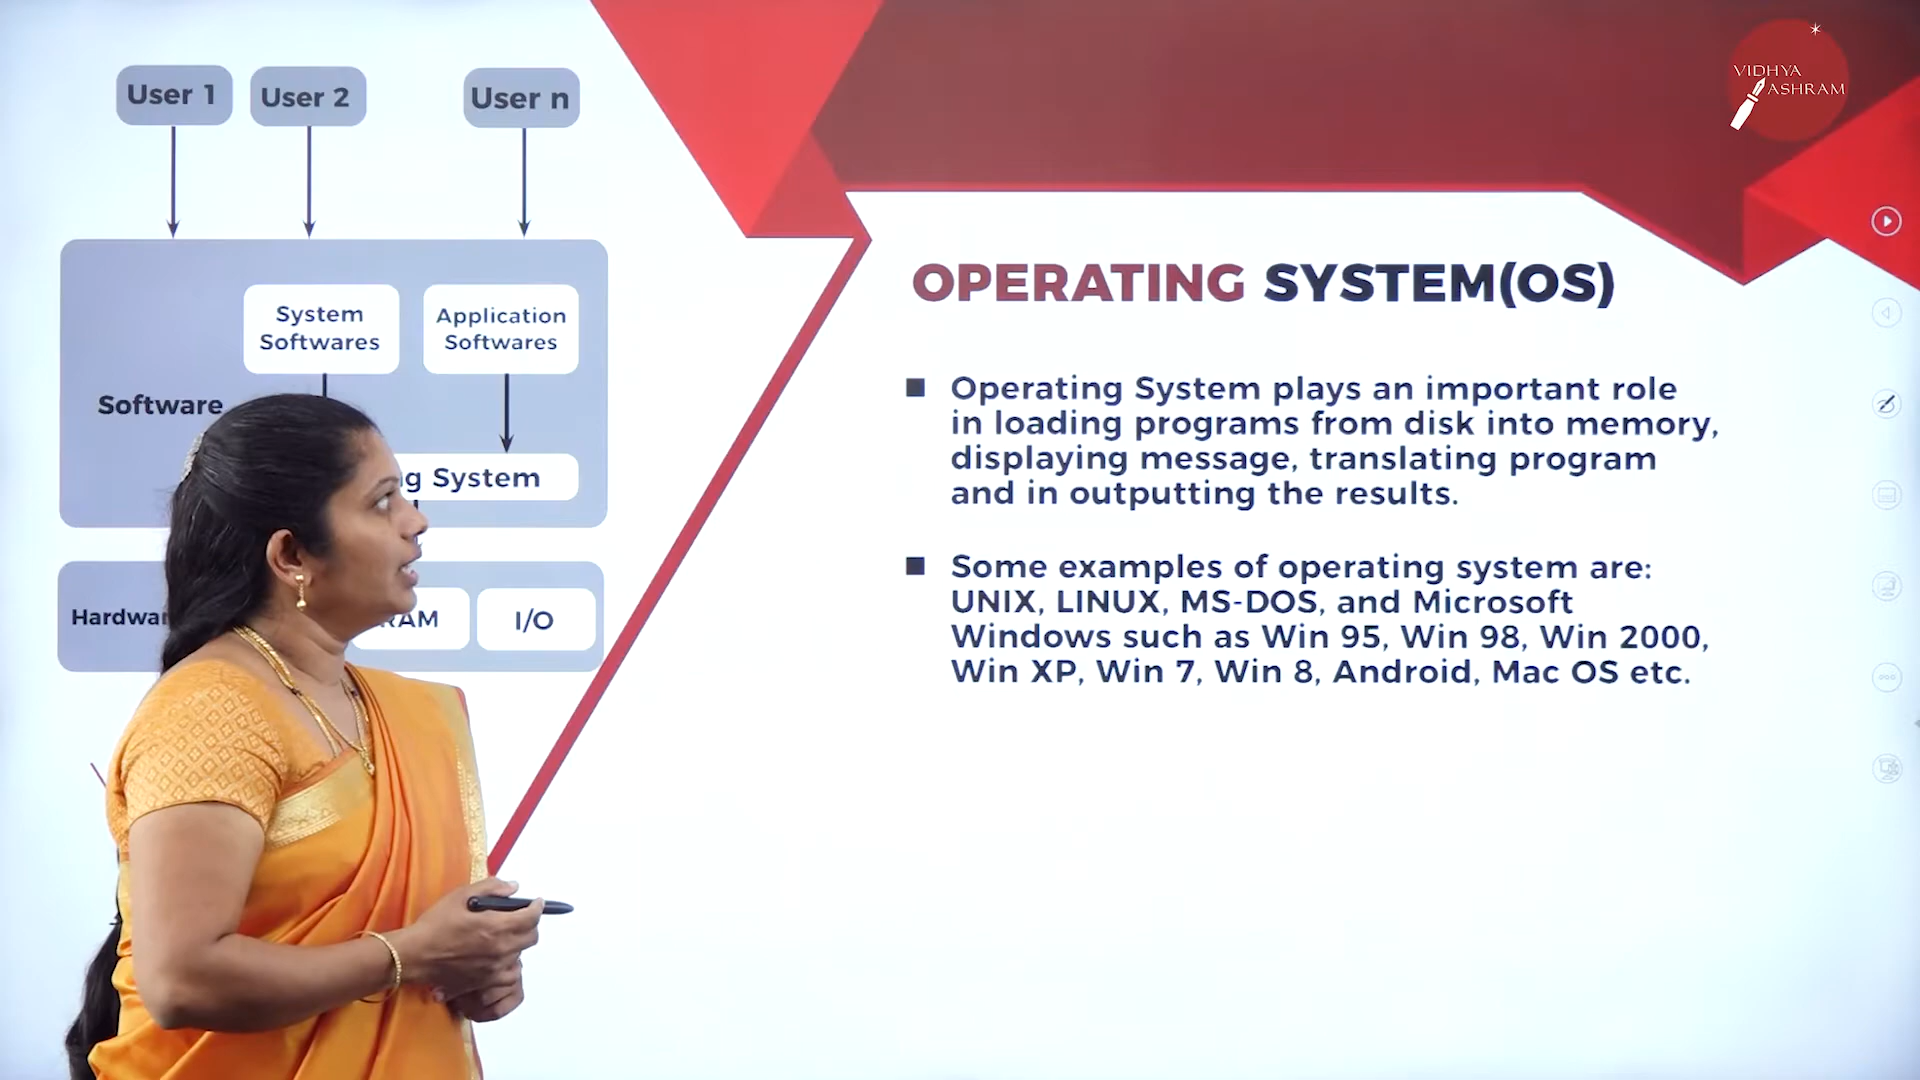 User 1
User 2
User n
System
Softwares
Application
Softwares
Software
System
I/O
VIDHYA
ASHRAM
OPERATING SYSTEM(OS)
Operating System plays an important role
in loading programs from disk into memory,
displaying message, translating program
and in outputting the results.
Some examples of operating system are:
UNIX, LINUX, MS-DOS, and Microsoft
Windows such as Win 95, Win 98, Win 2000,
Win XP, Win 7, Win 8, Android, Mac OS etc.